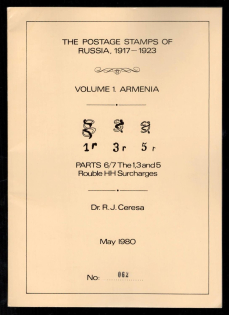 THE POSTAGE STAMPS OF
RUSSIA, 1917-1923
VOLUME 1. ARMENIA
1r 3r 5r
PARTS 6/7 The 1,3 and 5
Rouble HH Surcharges
Dr. R. J. Ceresa
May 1980
No: 062